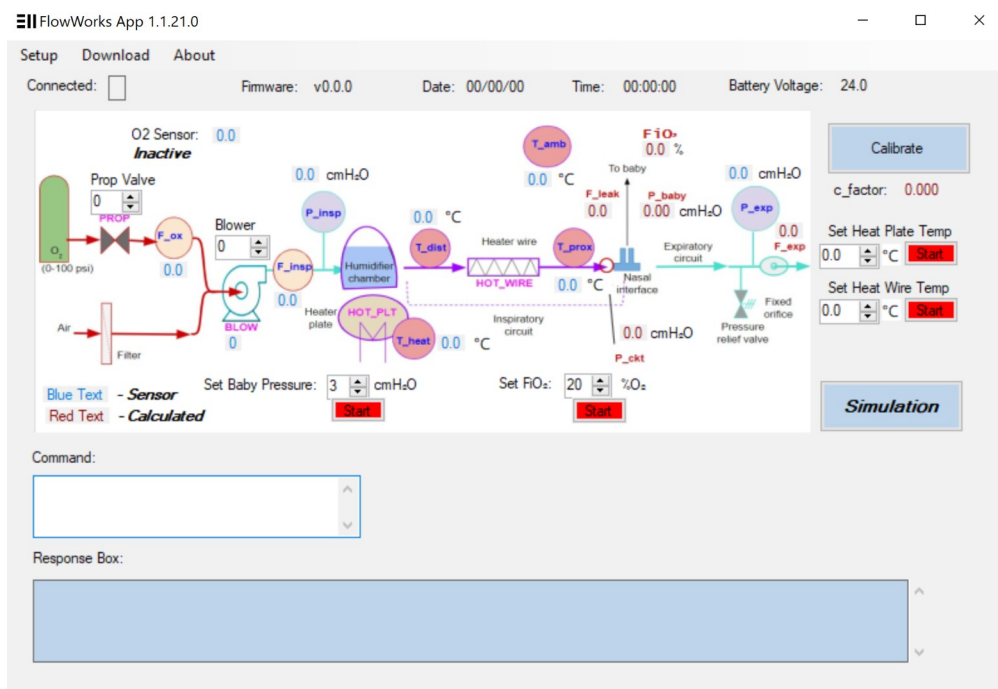 FlowWorks App 1.1.21.0
Setup Download About
Connected: Firmware: v0.0.0 Date: 00/00/00 Time: 00:00:00 Battery Voltage: 24.0
O2 Sensor: 0.0
Inactive
Prop Valve
0
PROP
O₂
(0-100 psi)
F_ox
0.0
Air
Filter
Blower
0
BLOW
0
F_insp
0.0
0.0 cmH₂O
P_insp
Humidifier
chamber
Heater
plate
HOT_PLT
T_heat 0.0 °C
0.0 °C
T_dist
Heater wire
HOT_WIRE
Inspiratory
circuit
T_amb
0.0 °C
T_prox
0.0 °C
FiO₂
0.0 %
To baby
F_leak
0.0
P_baby
0.00 cmH₂O
Nasal
interface
0.0 cmH₂O
P_ckt
Expiratory
circuit
0.0 cmH₂O
P_exp
0.0
F_exp
Fixed
orifice
Pressure
relief valve
Blue Text - Sensor
Red Text - Calculated
Set Baby Pressure: 3 cmH₂O
Start
Set FiO₂: 20 %O₂
Start
Calibrate
c_factor: 0.000
Set Heat Plate Temp
0.0 °C Start
Set Heat Wire Temp
0.0 °C Start
Simulation
Command:
Response Box: